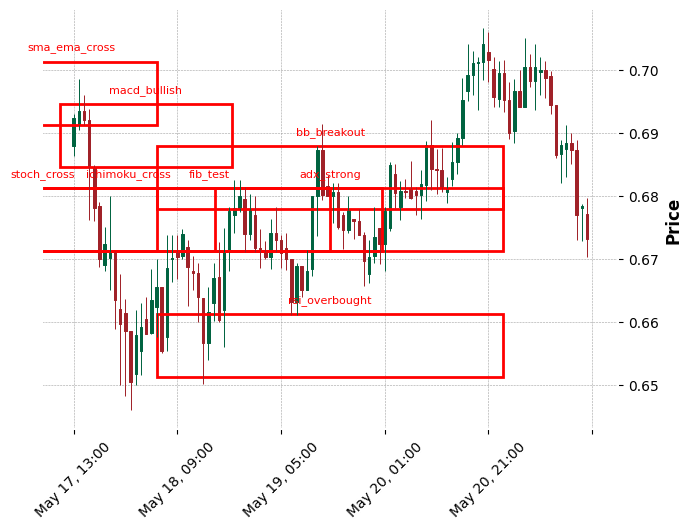 sma_ema_cross
macd_bullish
bb_breakout
stoch_cross
ichimoku_cross
fib_test
adx_strong
rsi_overbought
0.70
0.69
0.68
0.67
0.66
0.65
Price
May 17, 13:00
May 18, 09:00
May 19, 05:00
May 20, 01:00
May 20, 21:00